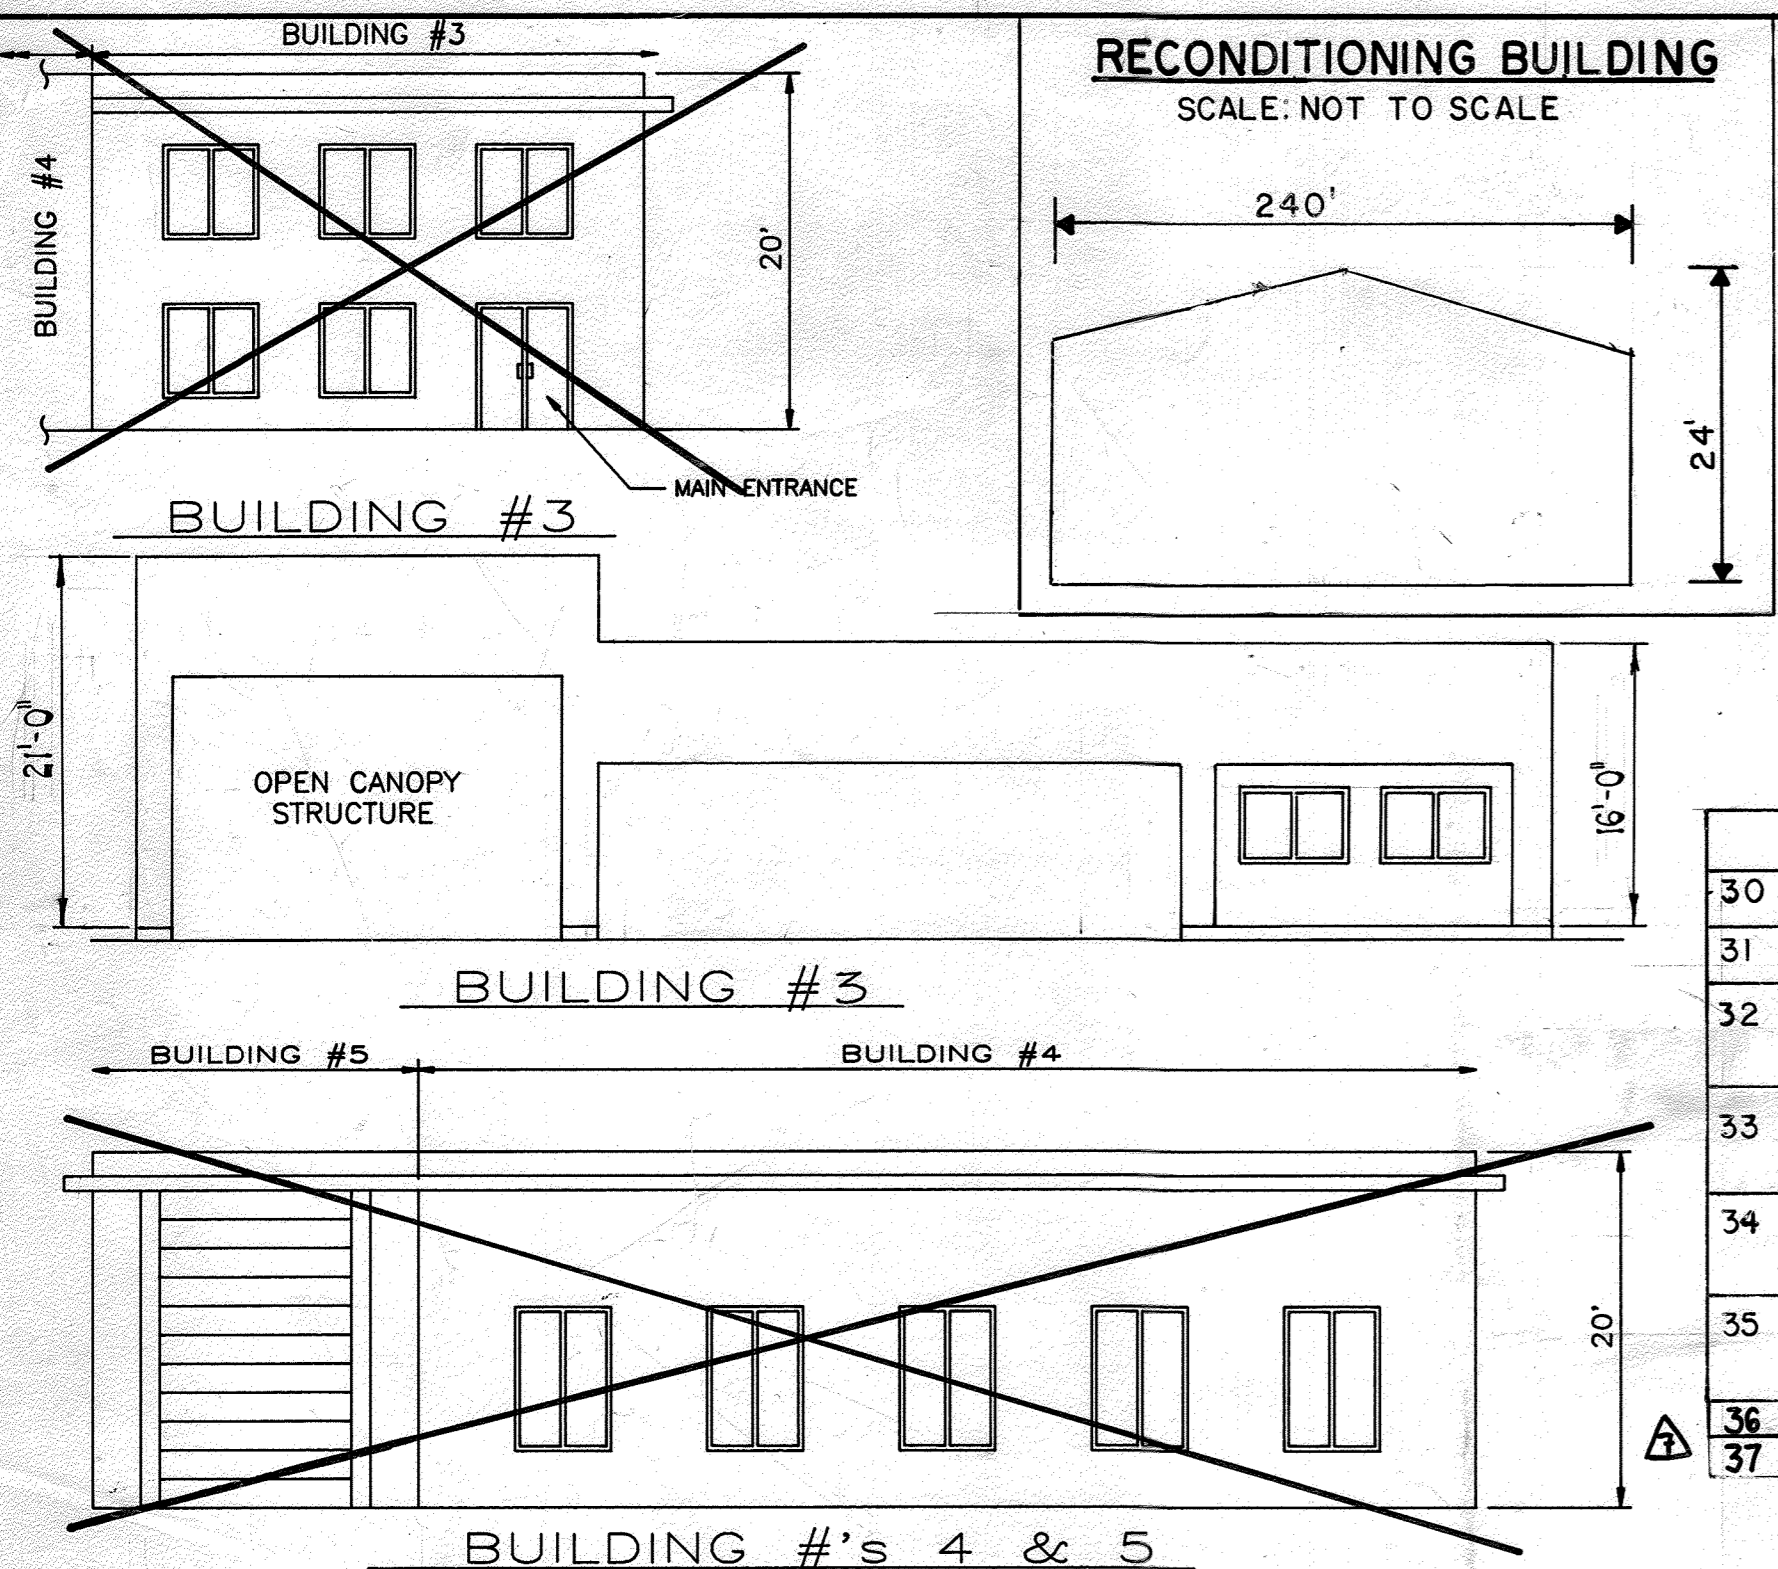 BUILDING #3
BUILDING #4
20'
MAIN ENTRANCE
BUILDING #3
RECONDITIONING BUILDING
SCALE: NOT TO SCALE
240'
24'
21'-0"
OPEN CANOPY
STRUCTURE
16'-0"
BUILDING #3
BUILDING #5
BUILDING #4
20'
BUILDING #'s 4 & 5
30
31
32
33
34
35
36
37
7